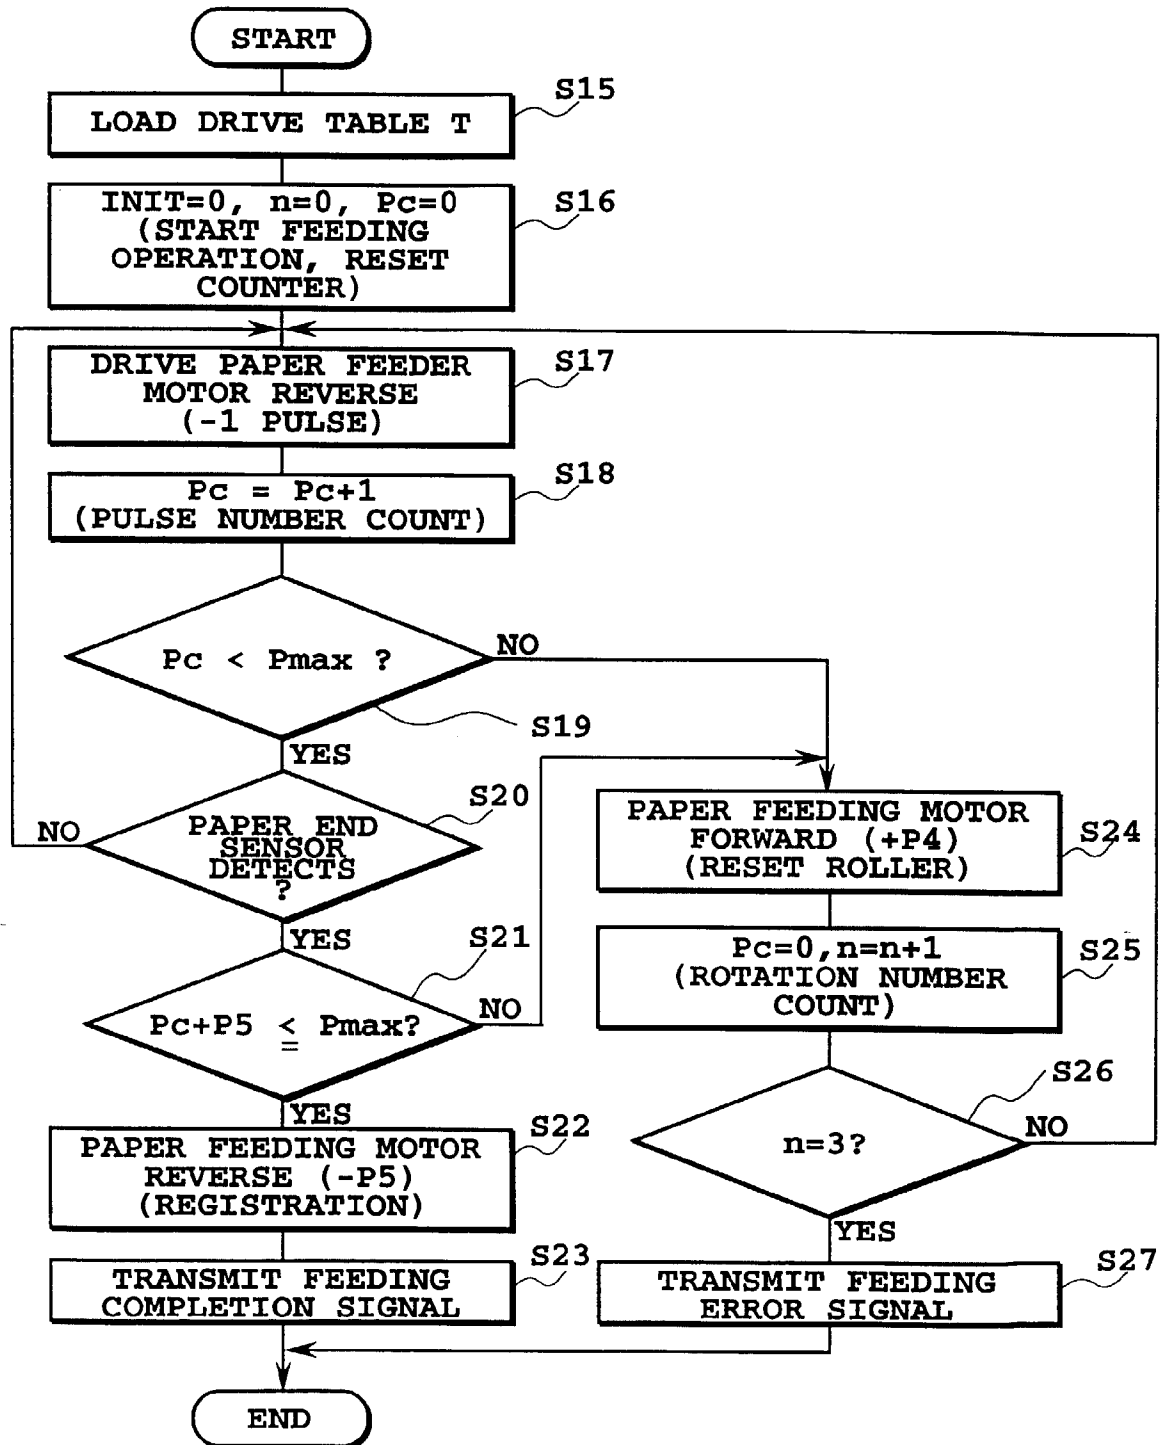 START
S15
LOAD DRIVE TABLE T
S16
INIT=0, n=0, Pc=0
(START FEEDING
OPERATION, RESET
COUNTER)
S17
DRIVE PAPER FEEDER
MOTOR REVERSE
(-1 PULSE)
S18
Pc = Pc+1
(PULSE NUMBER COUNT)
Pc < Pmax ?
NO
S19
YES
S20
PAPER END
SENSOR
DETECTS
?
NO
YES
S21
Pc+P5 ≦ Pmax?
NO
YES
S22
PAPER FEEDING MOTOR
REVERSE (-P5)
(REGISTRATION)
S23
TRANSMIT FEEDING
COMPLETION SIGNAL
S24
PAPER FEEDING MOTOR
FORWARD (+P4)
(RESET ROLLER)
S25
Pc=0,n=n+1
(ROTATION NUMBER
COUNT)
S26
n=3?
NO
YES
S27
TRANSMIT FEEDING
ERROR SIGNAL
END